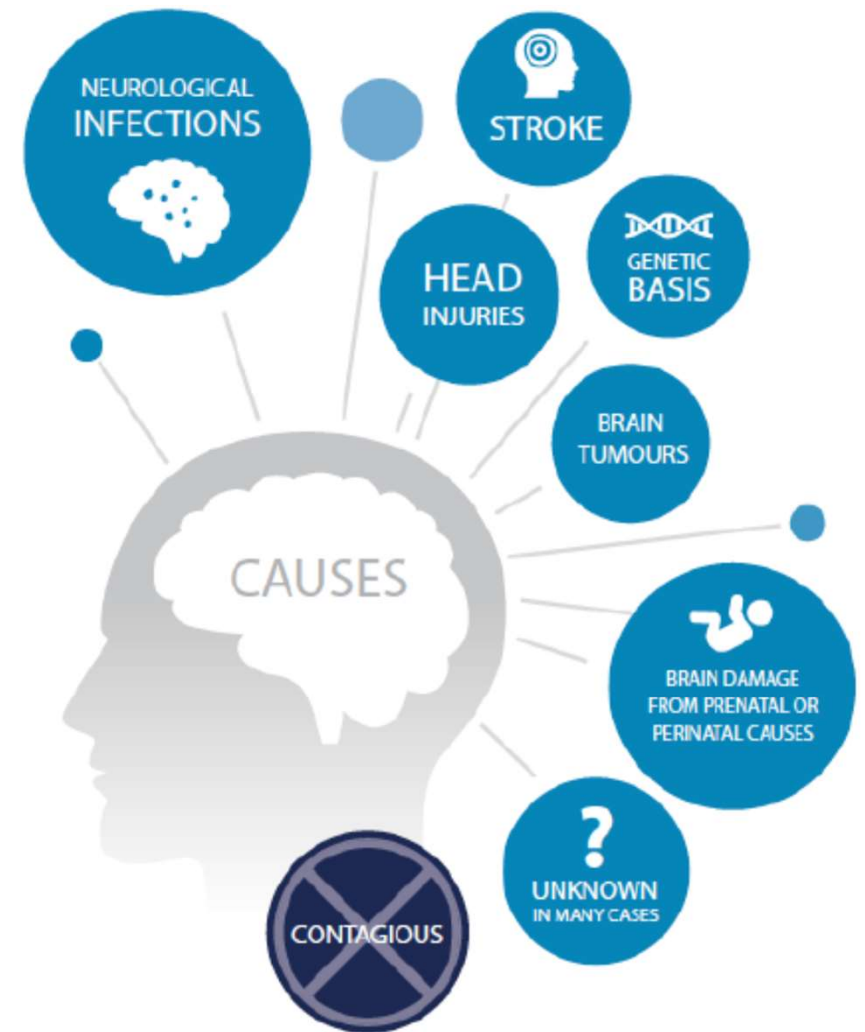 NEUROLOGICAL
INFECTIONS
STROKE
HEAD
INJURIES
GENETIC
BASIS
BRAIN
TUMOURS
CAUSES
BRAIN DAMAGE
FROM PRENATAL OR
PERINATAL CAUSES
?
UNKNOWN
IN MANY CASES
CONTAGIOUS